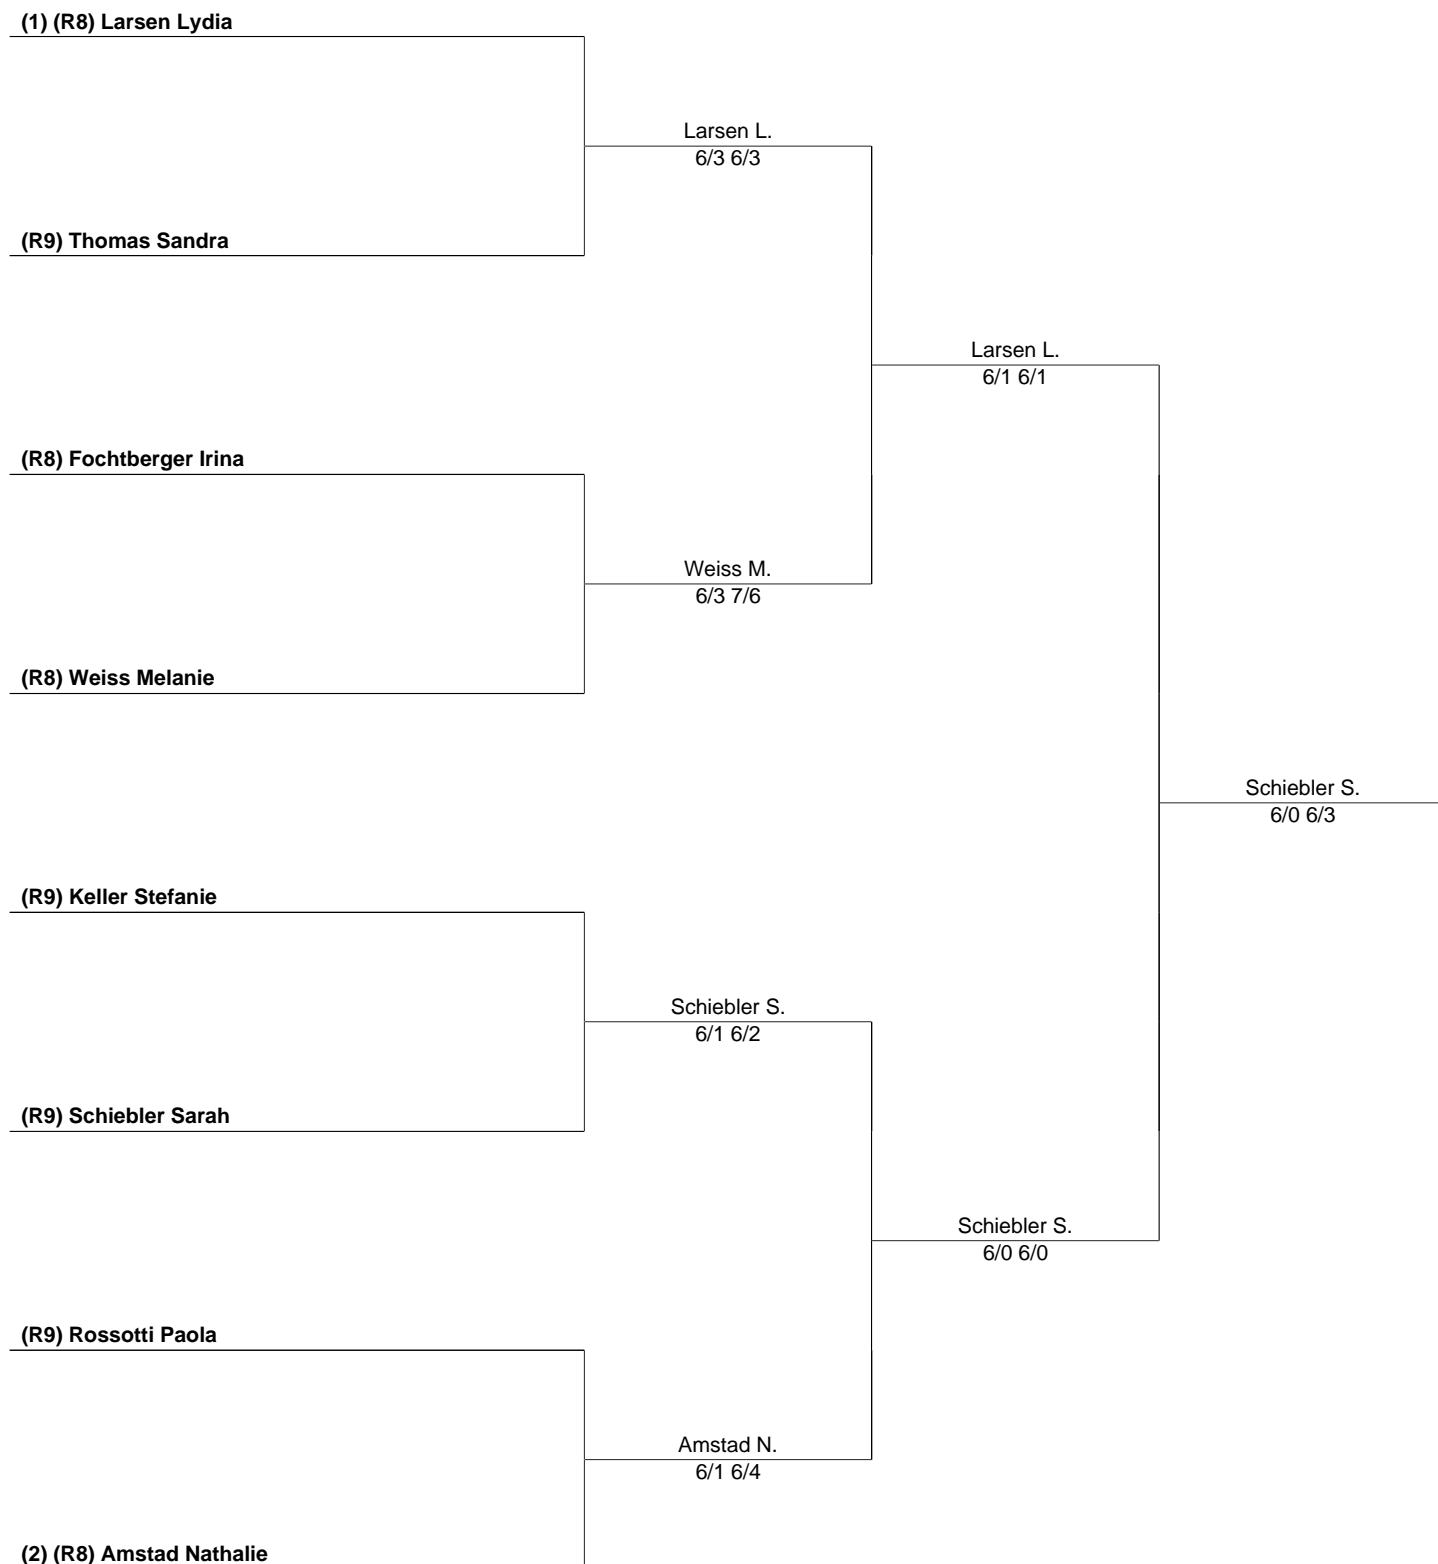 (1) (R8) Larsen Lydia
Larsen L.
6/3 6/3
(R9) Thomas Sandra
Larsen L.
6/1 6/1
(R8) Fochtberger Irina
Weiss M.
6/3 7/6
(R8) Weiss Melanie
Schiebler S.
6/0 6/3
(R9) Keller Stefanie
Schiebler S.
6/1 6/2
(R9) Schiebler Sarah
Schiebler S.
6/0 6/0
(R9) Rossotti Paola
Amstad N.
6/1 6/4
(2) (R8) Amstad Nathalie